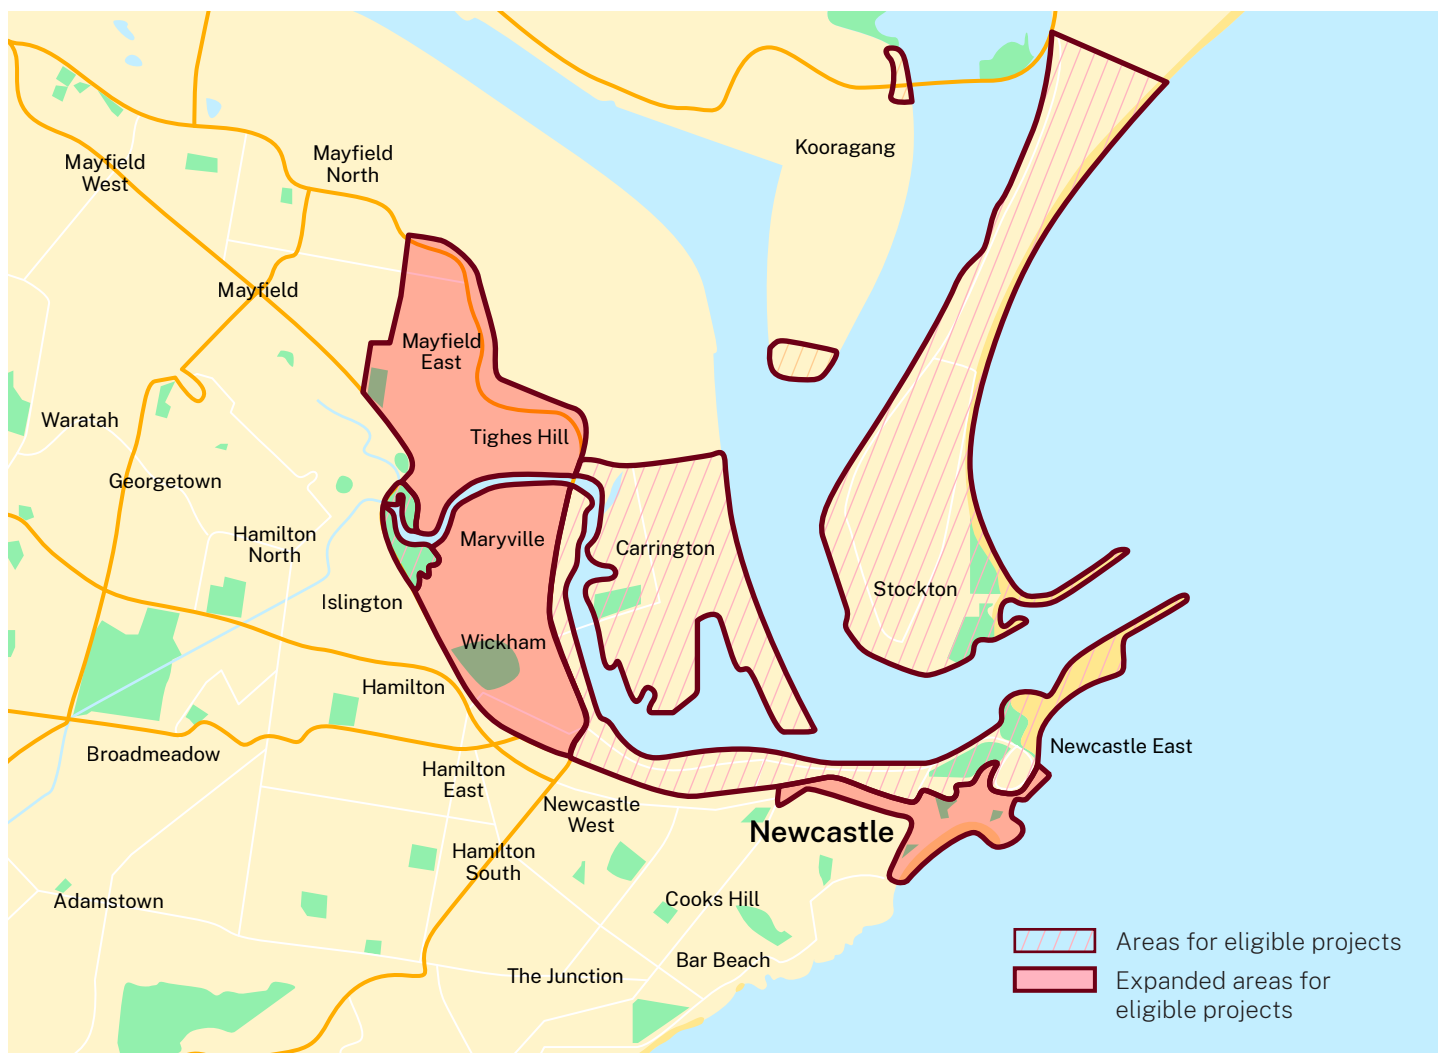 Mayfield
North
Kooragang
Mayfield
West
Mayfield
Mayfield
East
Waratah
Tighes Hill
Georgetown
Hamilton
North
Maryville
Carrington
Stockton
Islington
Wickham
Hamilton
Broadmeadow
Newcastle East
Hamilton
East
Newcastle
West
Newcastle
Hamilton
South
Adamstown
Cooks Hill
Bar Beach
The Junction
Areas for eligible projects
Expanded areas for
eligible projects